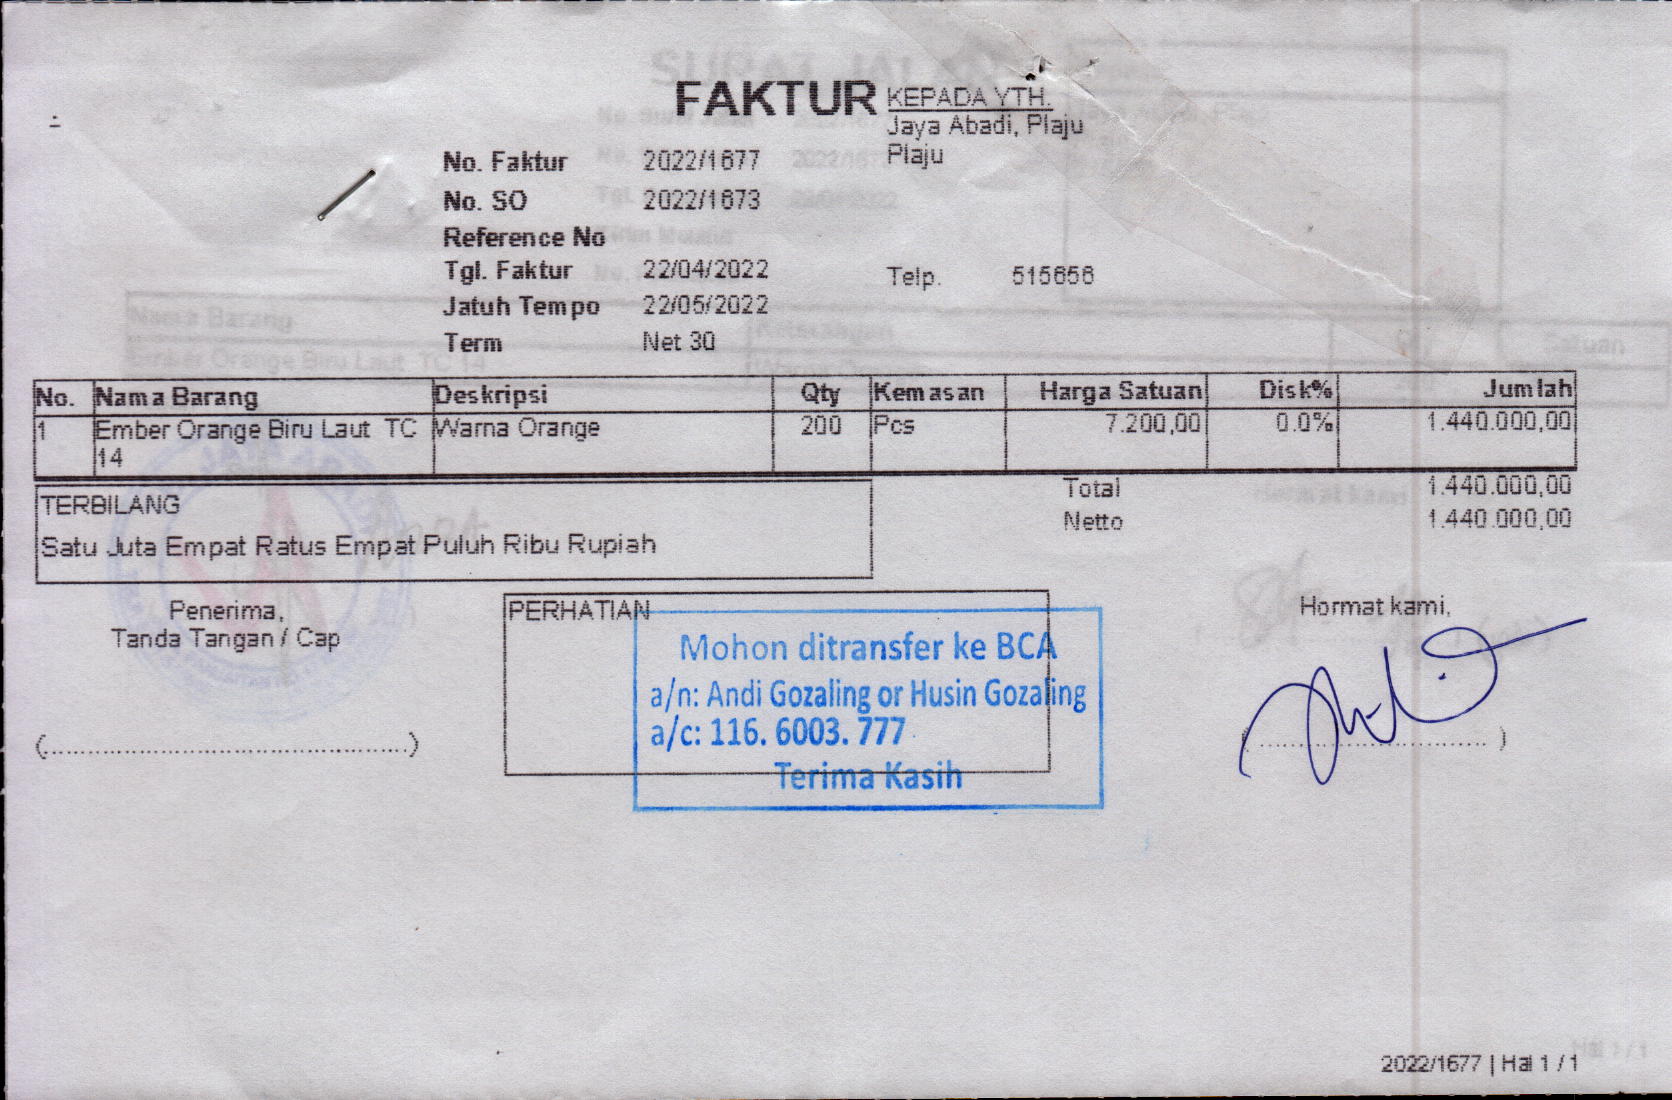 FAKTUR
KEPADA YTH.
Jaya Abadi, Plaju
Plaju
No. Faktur 2022/1677
No. SO 2022/1673
Reference No
Tgl. Faktur 22/04/2022
Telp. 515656
Jatuh Tempo 22/05/2022
Term Net 30
No. Nama Barang Deskripsi Qty Kemasan Harga Satuan Disk% Jumlah
1 Ember Orange Biru Laut TC Warna Orange 200 Pcs 7.200,00 0.0% 1.440.000,00
14
Total 1.440.000,00
TERBILANG
Netto 1.440.000,00
Satu Juta Empat Ratus Empat Puluh Ribu Rupiah
Penerima,
Tanda Tangan / Cap
(...........................................)
PERHATIAN
Mohon ditransfer ke BCA
a/n: Andi Gozaling or Husin Gozaling
a/c: 116. 6003. 777
Terima Kasih
Hormat kami,
(.............................)
2022/1677 | Hal 1 / 1